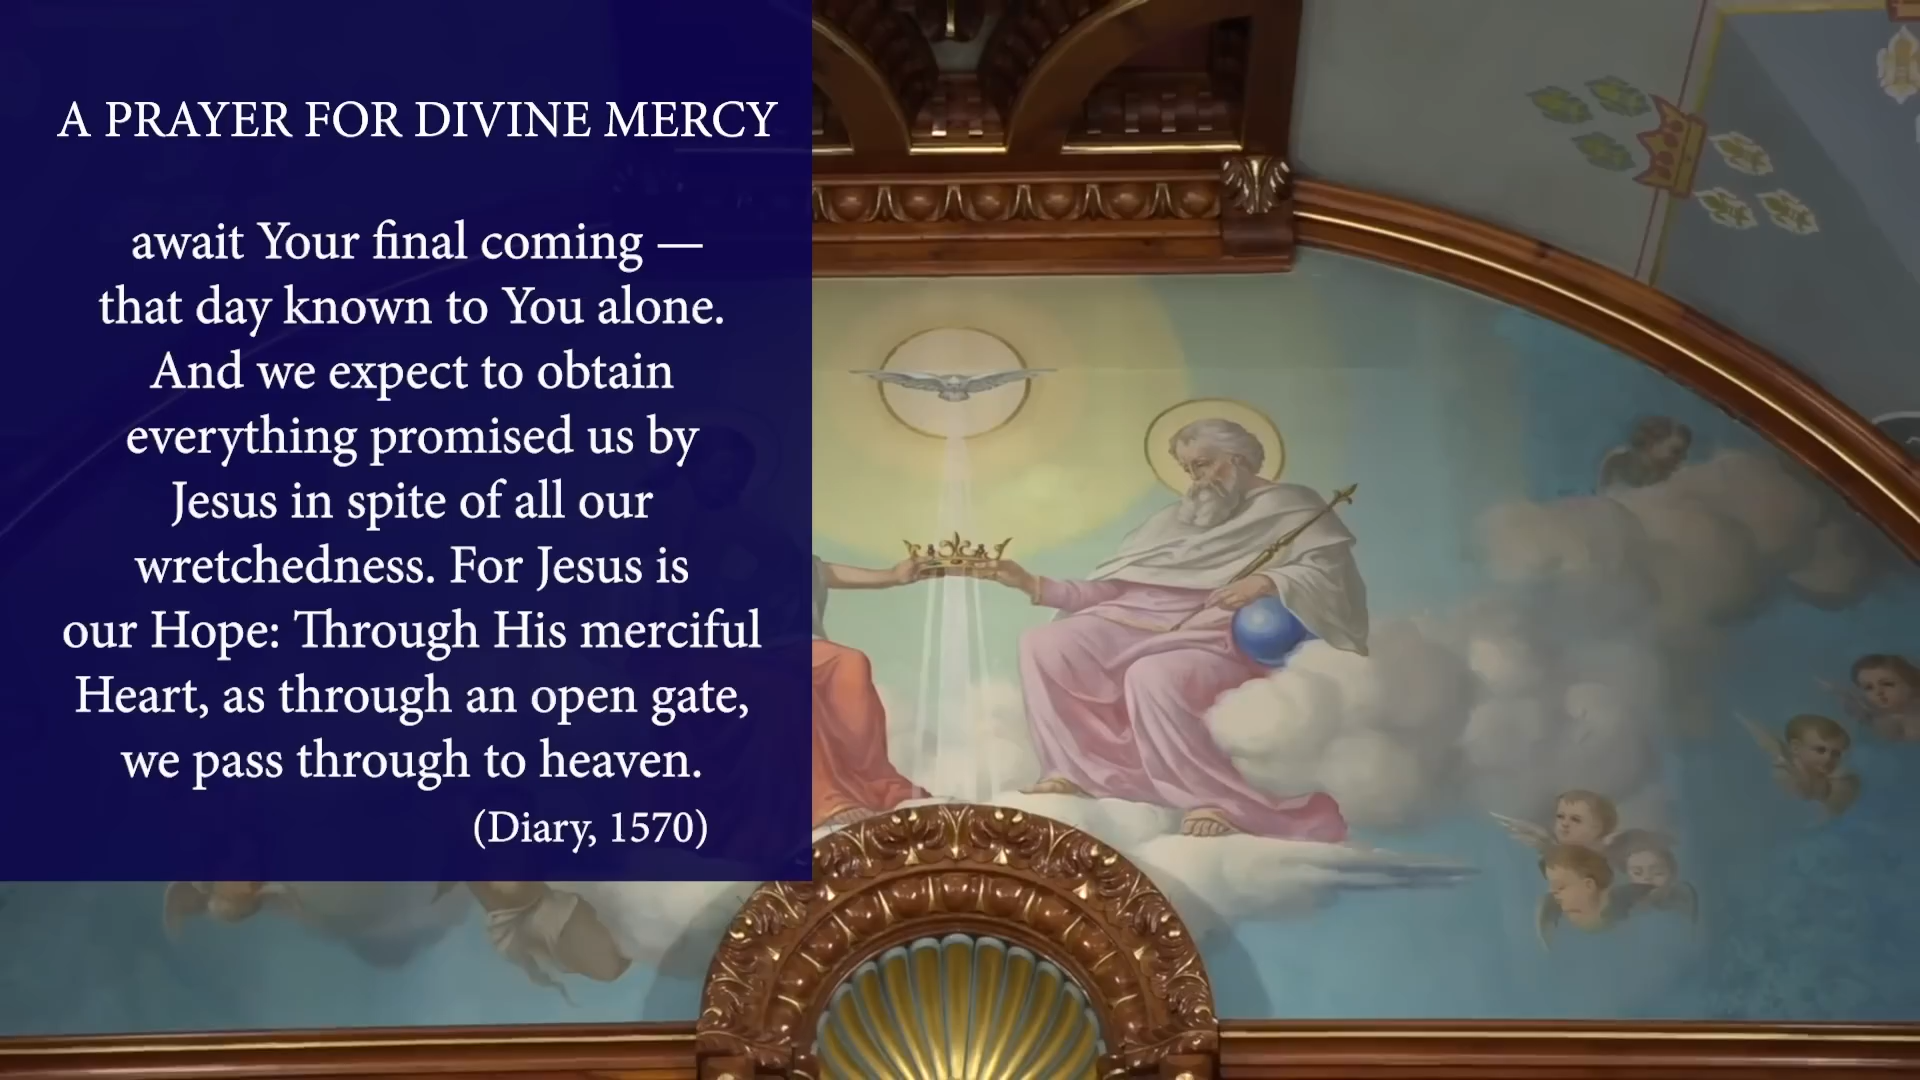 A PRAYER FOR DIVINE MERCY
await Your final coming —
that day known to You alone.
And we expect to obtain
everything promised us by
Jesus in spite of all our
wretchedness. For Jesus is
our Hope: Through His merciful
Heart, as through an open gate,
we pass through to heaven.
(Diary, 1570)